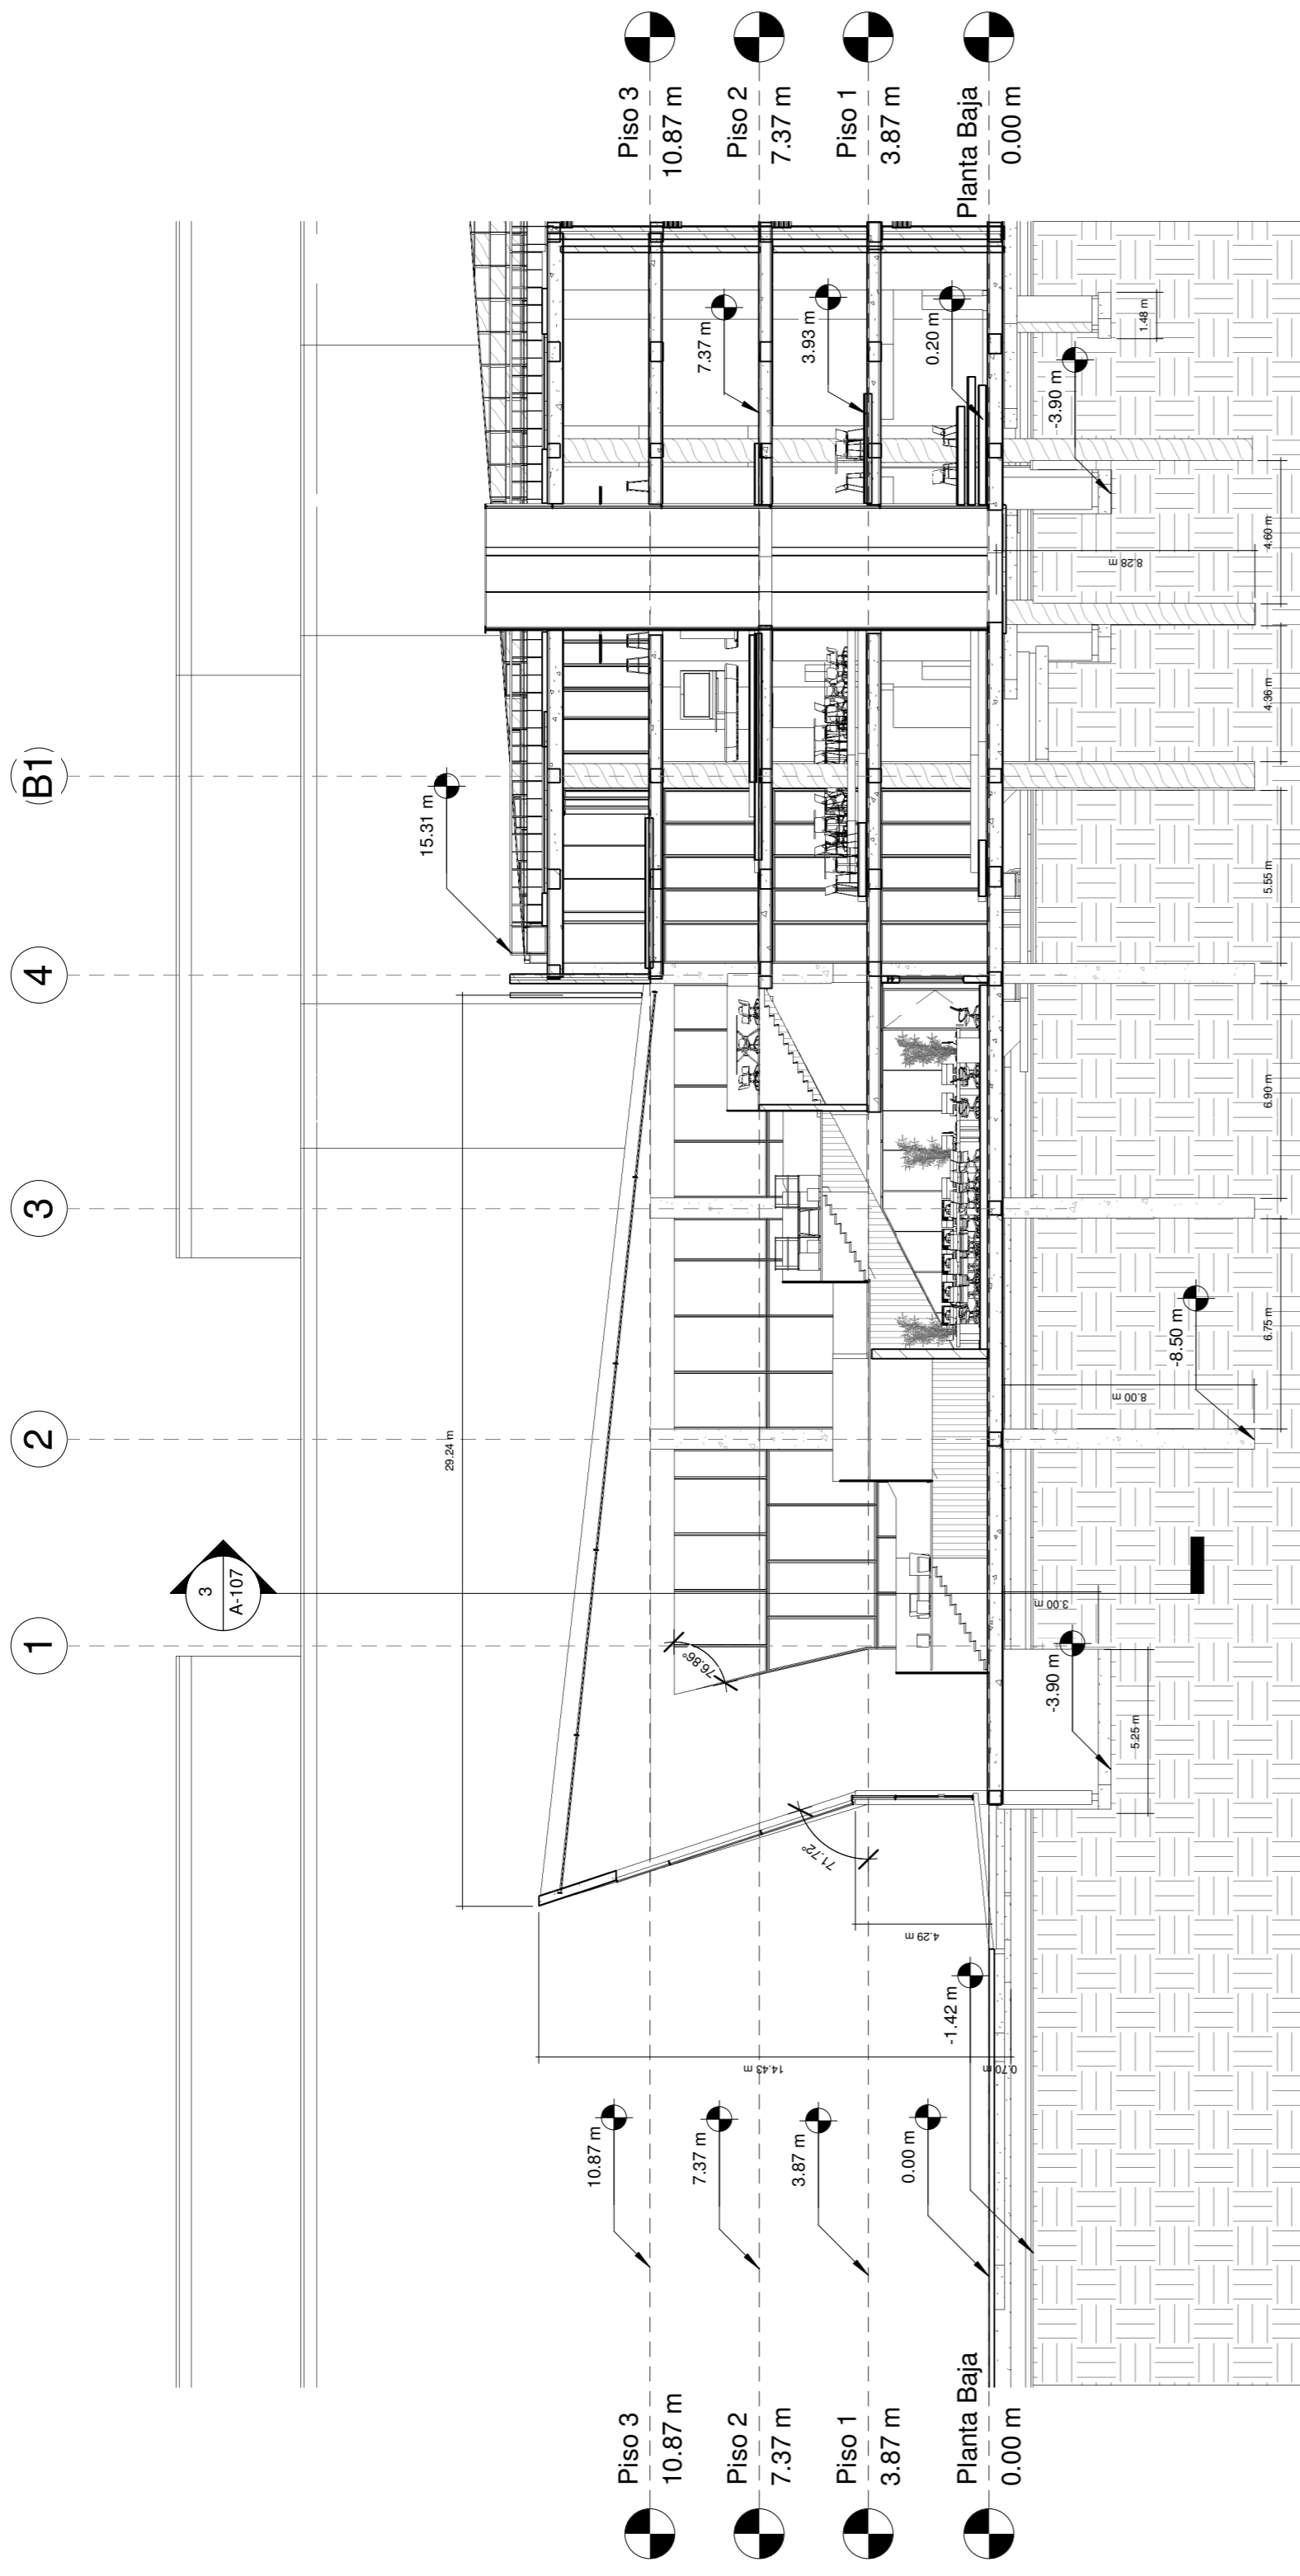 1
2
3
4
(B1)
3
A-107
15.31 m
29.24 m
76.86°
71.72°
14.43 m
4.29 m
0.70 m
Piso 3
10.87 m
Piso 2
7.37 m
Piso 1
3.87 m
Planta Baja
0.00 m
10.87 m
7.37 m
3.87 m
0.00 m
-1.42 m
7.37 m
3.93 m
0.20 m
Piso 3
10.87 m
Piso 2
7.37 m
Piso 1
3.87 m
Planta Baja
0.00 m
-3.90 m
3.00 m
5.25 m
-8.50 m
8.00 m
6.75 m
6.90 m
5.55 m
4.36 m
4.60 m
8.28 m
-3.90 m
1.48 m